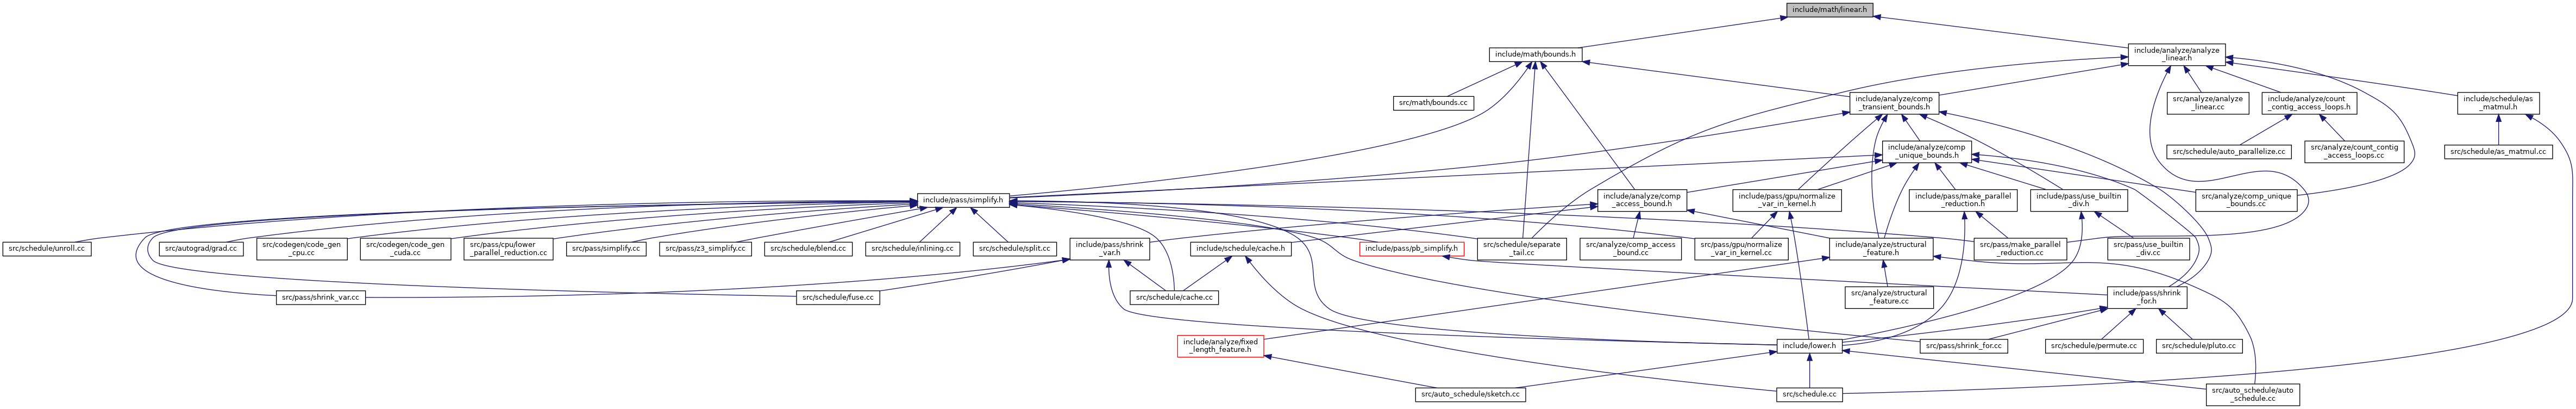 include/math/linear.h
include/math/bounds.h
include/analyze/analyze
_linear.h
src/math/bounds.cc
include/analyze/comp
_transient_bounds.h
src/analyze/analyze
_linear.cc
include/analyze/count
_contig_access_loops.h
include/schedule/as
_matmul.h
include/analyze/comp
_unique_bounds.h
src/schedule/auto_parallelize.cc
src/analyze/count_contig
_access_loops.cc
src/schedule/as_matmul.cc
include/pass/simplify.h
include/analyze/comp
_access_bound.h
include/pass/gpu/normalize
_var_in_kernel.h
include/pass/make_parallel
_reduction.h
include/pass/use_builtin
_div.h
src/analyze/comp_unique
_bounds.cc
src/schedule/unroll.cc
src/autograd/grad.cc
src/codegen/code_gen
_cpu.cc
src/codegen/code_gen
_cuda.cc
src/pass/cpu/lower
_parallel_reduction.cc
src/pass/simplify.cc
src/pass/z3_simplify.cc
src/schedule/blend.cc
src/schedule/inlining.cc
src/schedule/split.cc
include/pass/shrink
_var.h
include/schedule/cache.h
include/pass/pb_simplify.h
src/schedule/separate
_tail.cc
src/analyze/comp_access
_bound.cc
src/pass/gpu/normalize
_var_in_kernel.cc
include/analyze/structural
_feature.h
src/pass/make_parallel
_reduction.cc
src/pass/use_builtin
_div.cc
src/pass/shrink_var.cc
src/schedule/fuse.cc
src/schedule/cache.cc
src/analyze/structural
_feature.cc
include/pass/shrink
_for.h
include/analyze/fixed
_length_feature.h
include/lower.h
src/pass/shrink_for.cc
src/schedule/permute.cc
src/schedule/pluto.cc
src/auto_schedule/sketch.cc
src/schedule.cc
src/auto_schedule/auto
_schedule.cc